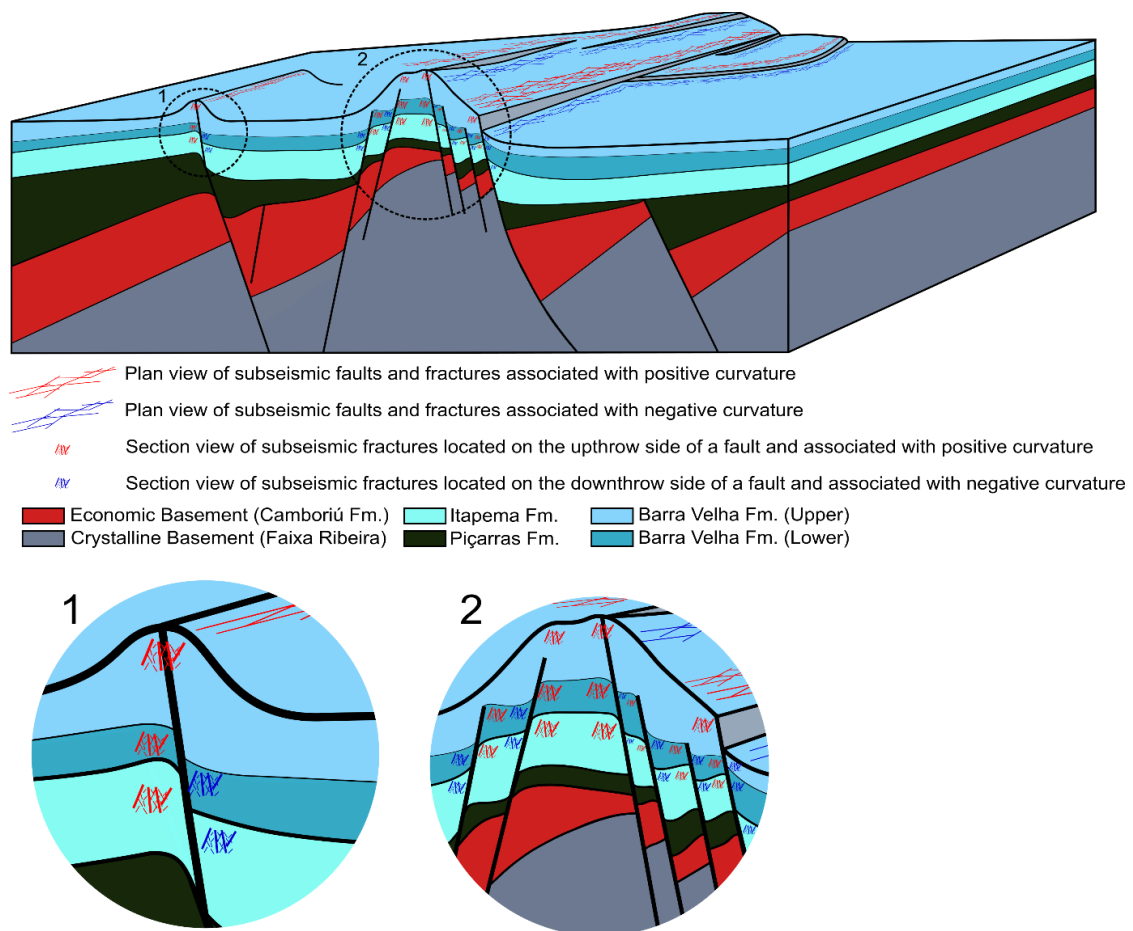 2
1
Plan view of subseismic faults and fractures associated with positive curvature
Plan view of subseismic faults and fractures associated with negative curvature
Section view of subseismic fractures located on the upthrow side of a fault and associated with positive curvature
Section view of subseismic fractures located on the downthrow side of a fault and associated with negative curvature
Economic Basement (Camboriú Fm.) Itapema Fm. Barra Velha Fm. (Upper)
Crystalline Basement (Faixa Ribeira) Piçarras Fm. Barra Velha Fm. (Lower)
1 2